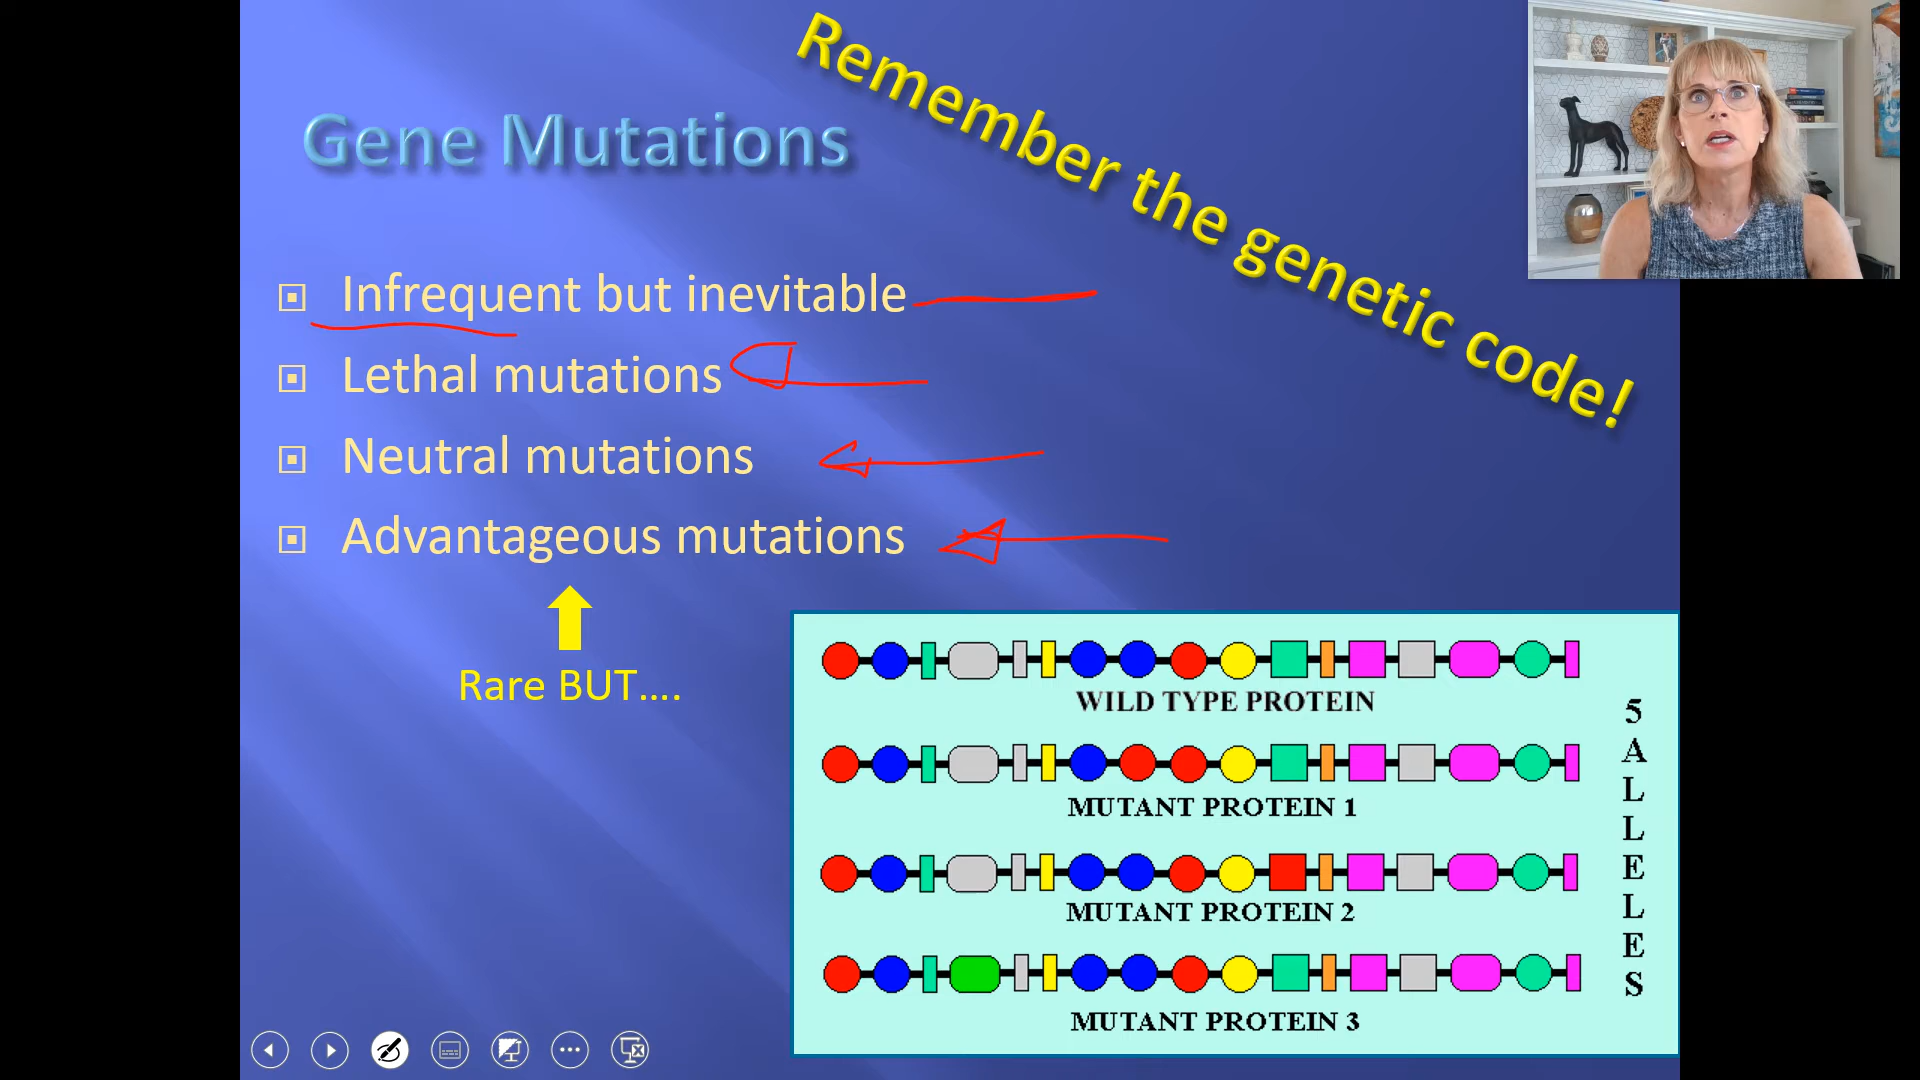 Remember the genetic code!
Gene Mutations
Infrequent but inevitable
Lethal mutations
Neutral mutations
Advantageous mutations
Rare BUT....
WILD TYPE PROTEIN
MUTANT PROTEIN 1
MUTANT PROTEIN 2
MUTANT PROTEIN 3
5 ALLELES